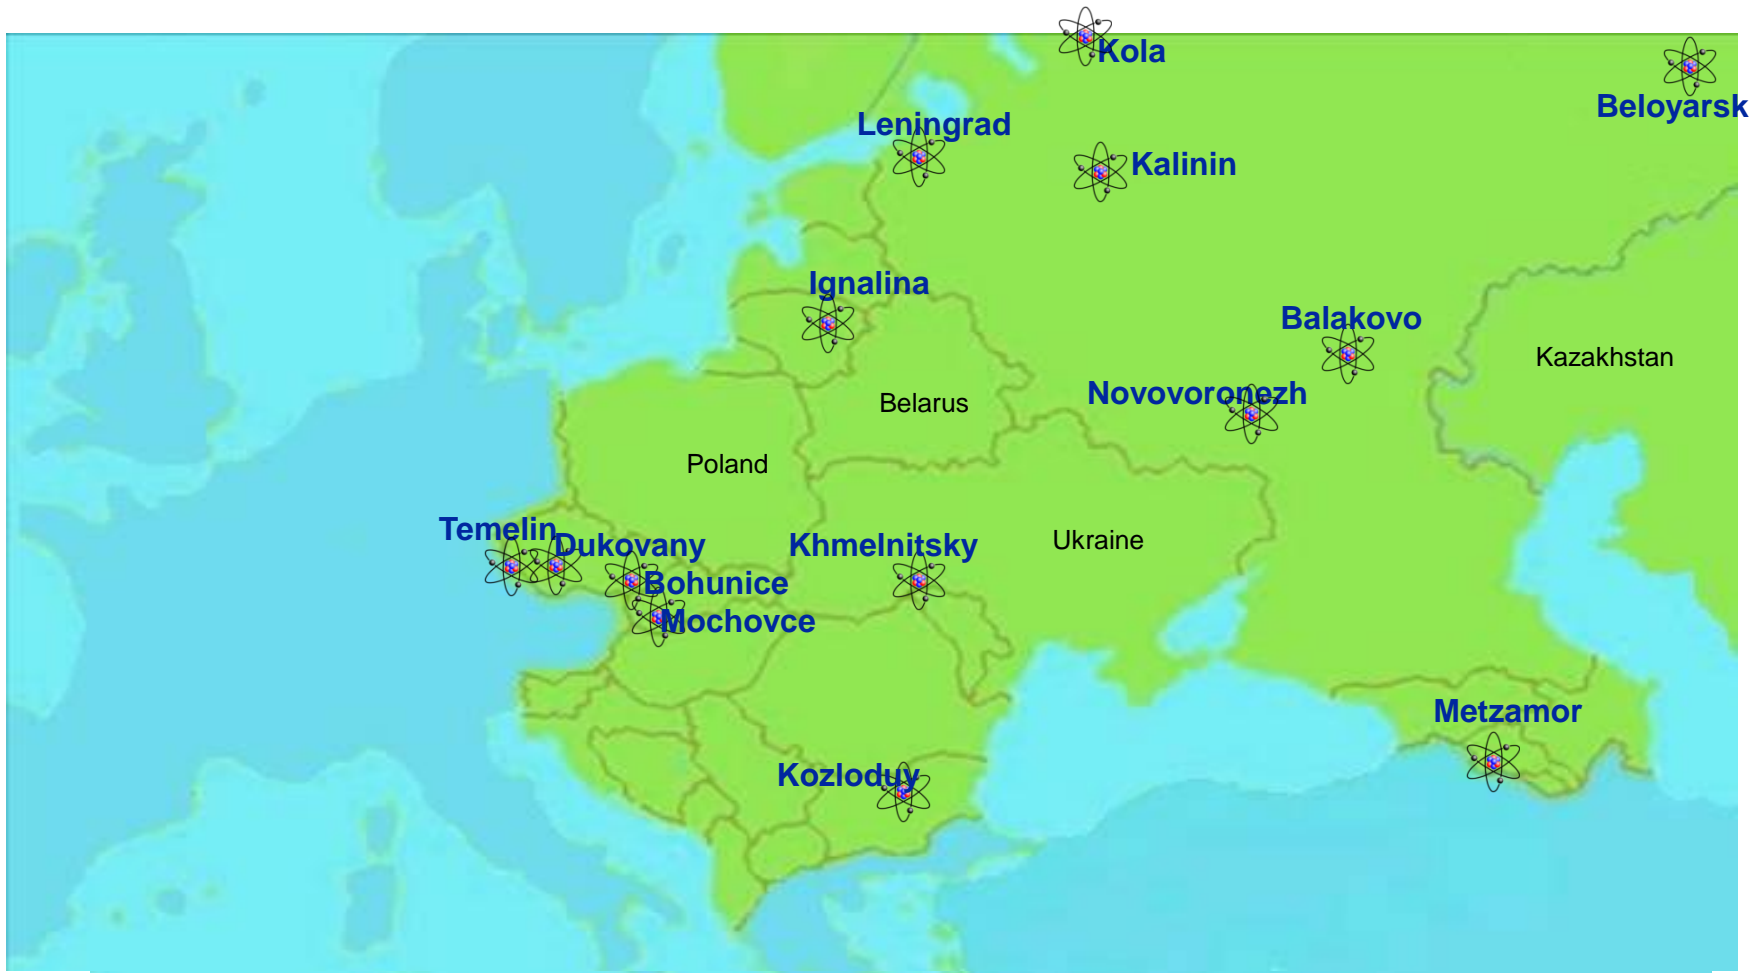 Kola
Beloyarsk
Leningrad
Kalinin
Ignalina
Balakovo
Kazakhstan
Novovoronezh
Belarus
Poland
Temelin
Dukovany
Khmelnitsky
Ukraine
Bohunice
Mochovce
Metzamor
Kozloduy